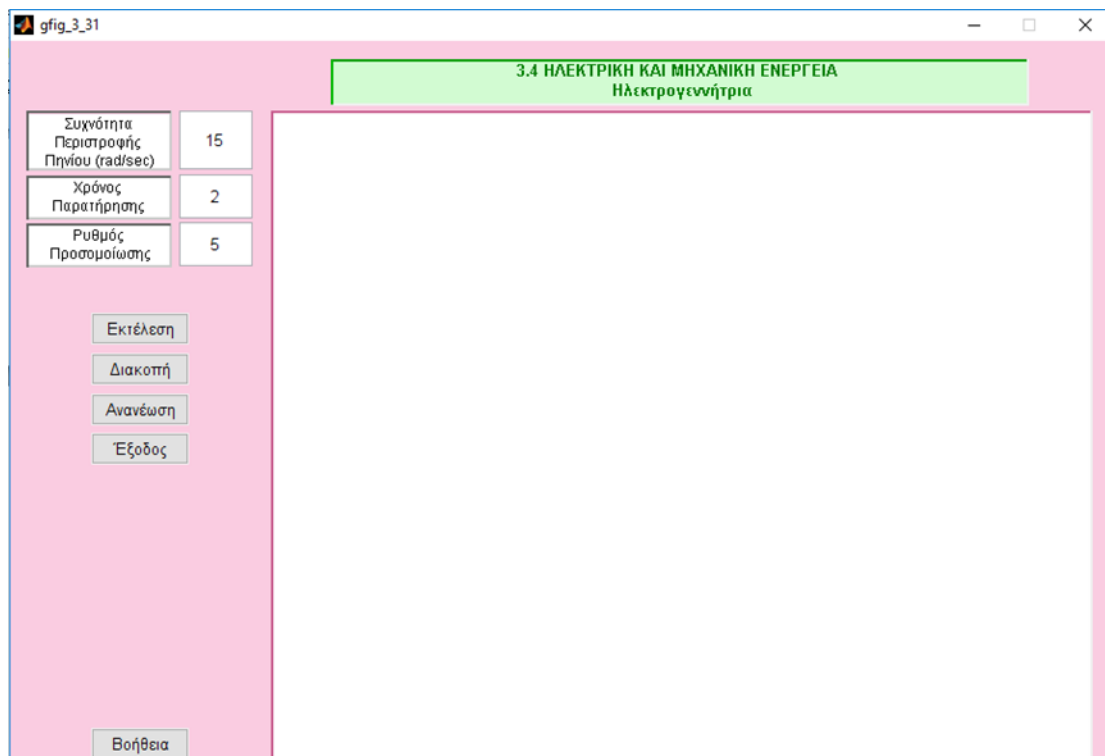 gfig_3_31
3.4 ΗΛΕΚΤΡΙΚΗ ΚΑΙ ΜΗΧΑΝΙΚΗ ΕΝΕΡΓΕΙΑ
Ηλεκτρογεννήτρια
Συχνότητα
Περιστροφής
Πηνίου (rad/sec)
15
Χρόνος
Παρατήρησης
2
Ρυθμός
Προσομοίωσης
5
Εκτέλεση
Διακοπή
Ανανέωση
Έξοδος
Βοήθεια